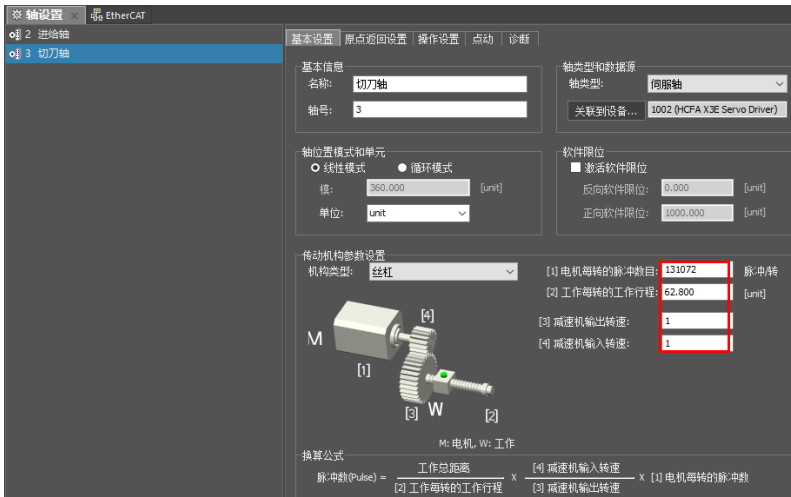 轴设置 × EtherCAT
2 进给轴
3 切刀轴
基本设置 原点返回设置 操作设置 点动 诊断
基本信息
名称: 切刀轴
轴号: 3
轴类型和数据源
轴类型: 伺服轴
关联到设备... 1002 (HCFA X3E Servo Driver)
轴位置模式和单元
线性模式 循环模式
模: 360.000 [unit]
单位: unit
软件限位
激活软件限位
反向软件限位: 0.000 [unit]
正向软件限位: 1000.000 [unit]
传动机构参数设置
机构类型: 丝杠
[1] 电机每转的脉冲数目: 131072 脉冲/转
[2] 工作每转的工作行程: 62.800 [unit]
[3] 减速机输出转速: 1
[4] 减速机输入转速: 1
M [4]
[1]
[3] W [2]
M: 电机, W: 工作
换算公式
脉冲数(Pulse) = 工作总距离 / [2] 工作每转的工作行程 X [4] 减速机输入转速 / [3] 减速机输出转速 X [1] 电机每转的脉冲数